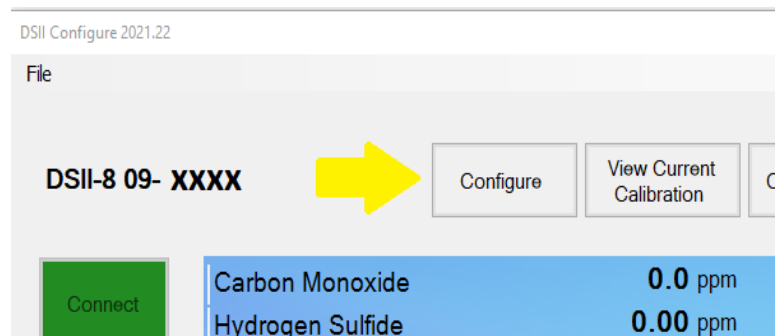 DSII Configure 2021.22
File
DSII-8 09- XXXX
Configure
View Current
Calibration
C
Connect
Carbon Monoxide 0.0 ppm
Hydrogen Sulfide 0.00 ppm